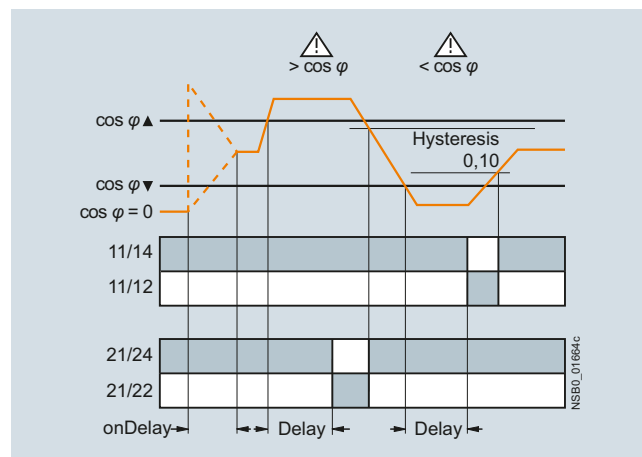 > cos φ
< cos φ
cos φ ▲
Hysteresis
0,10
cos φ ▼
cos φ = 0
11/14
11/12
21/24
21/22
onDelay
Delay
Delay
NSB0_01664c